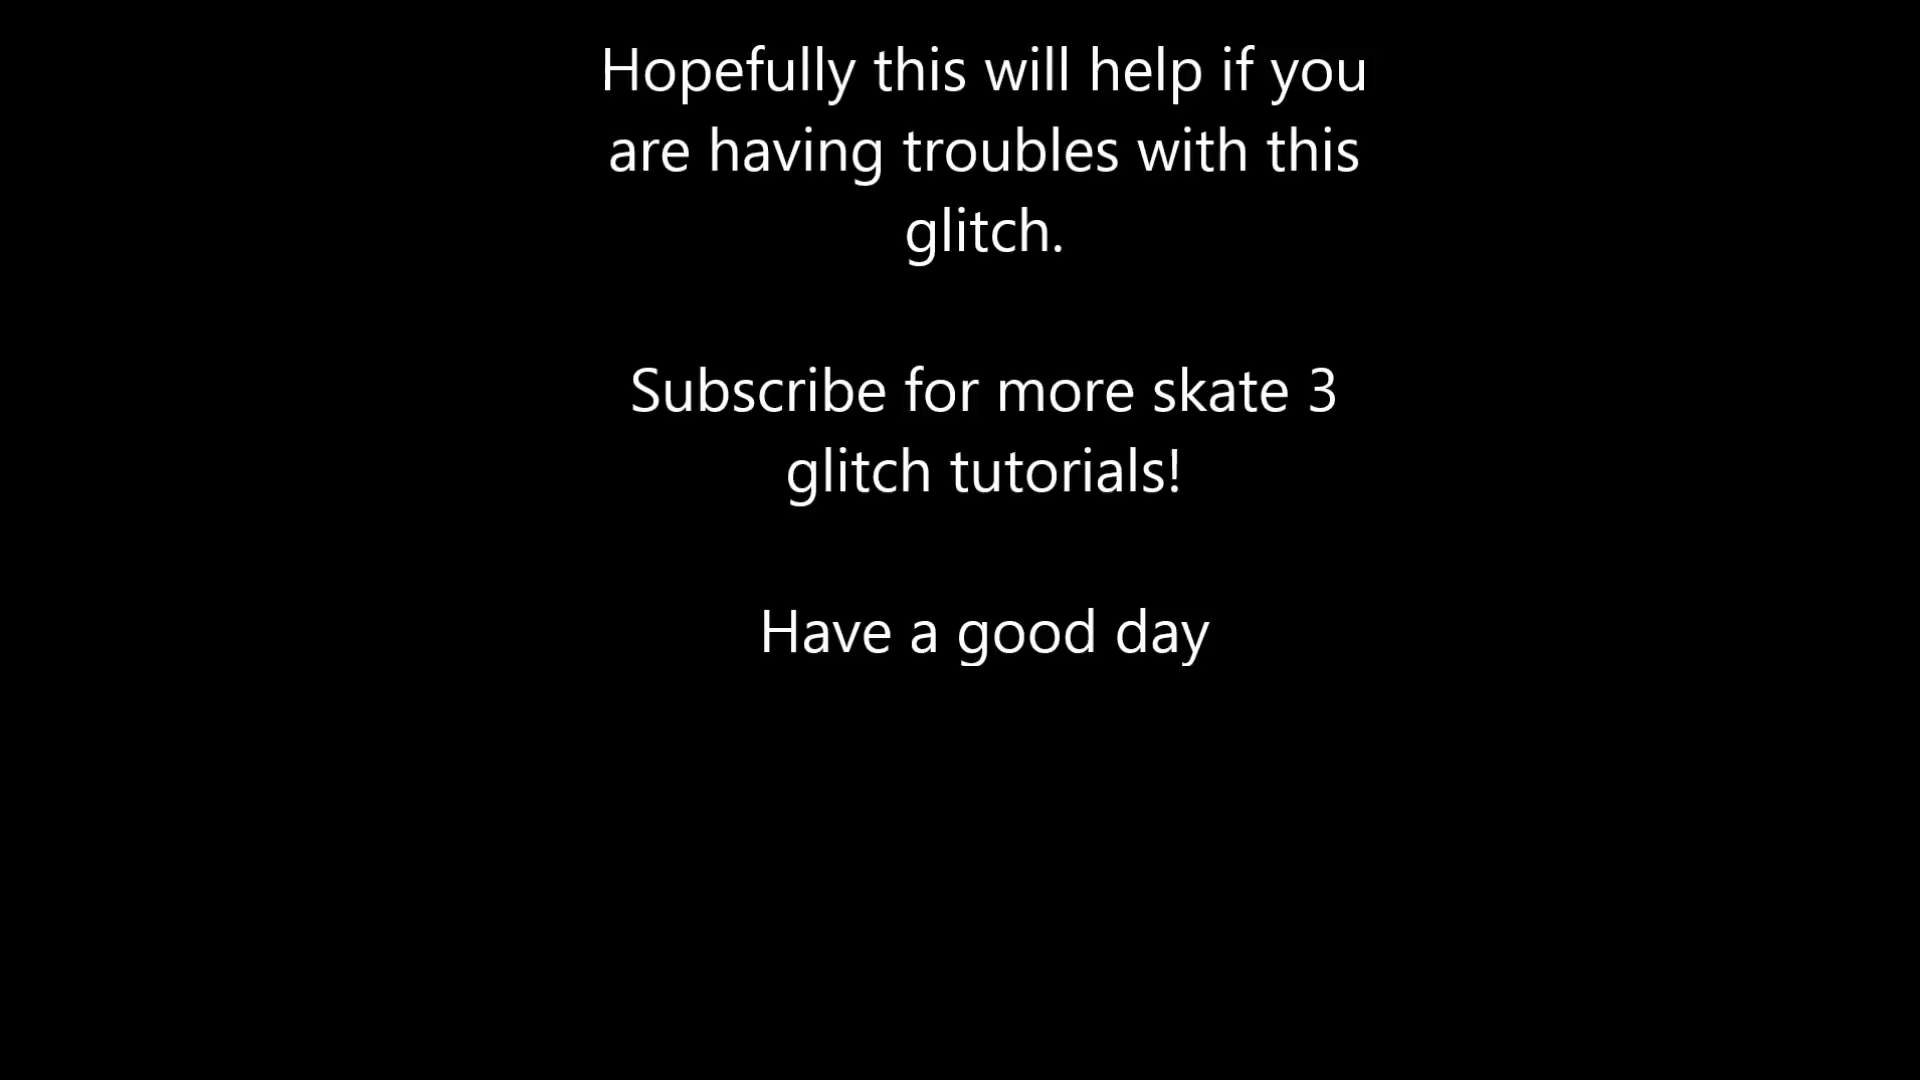 Hopefully this will help if you
are having troubles with this
glitch.
Subscribe for more skate 3
glitch tutorials!
Have a good day